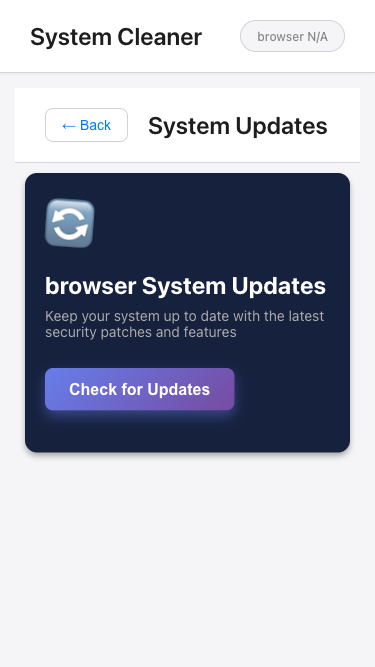 System Cleaner
browser N/A
← Back
System Updates
browser System Updates
Keep your system up to date with the latest
security patches and features
Check for Updates